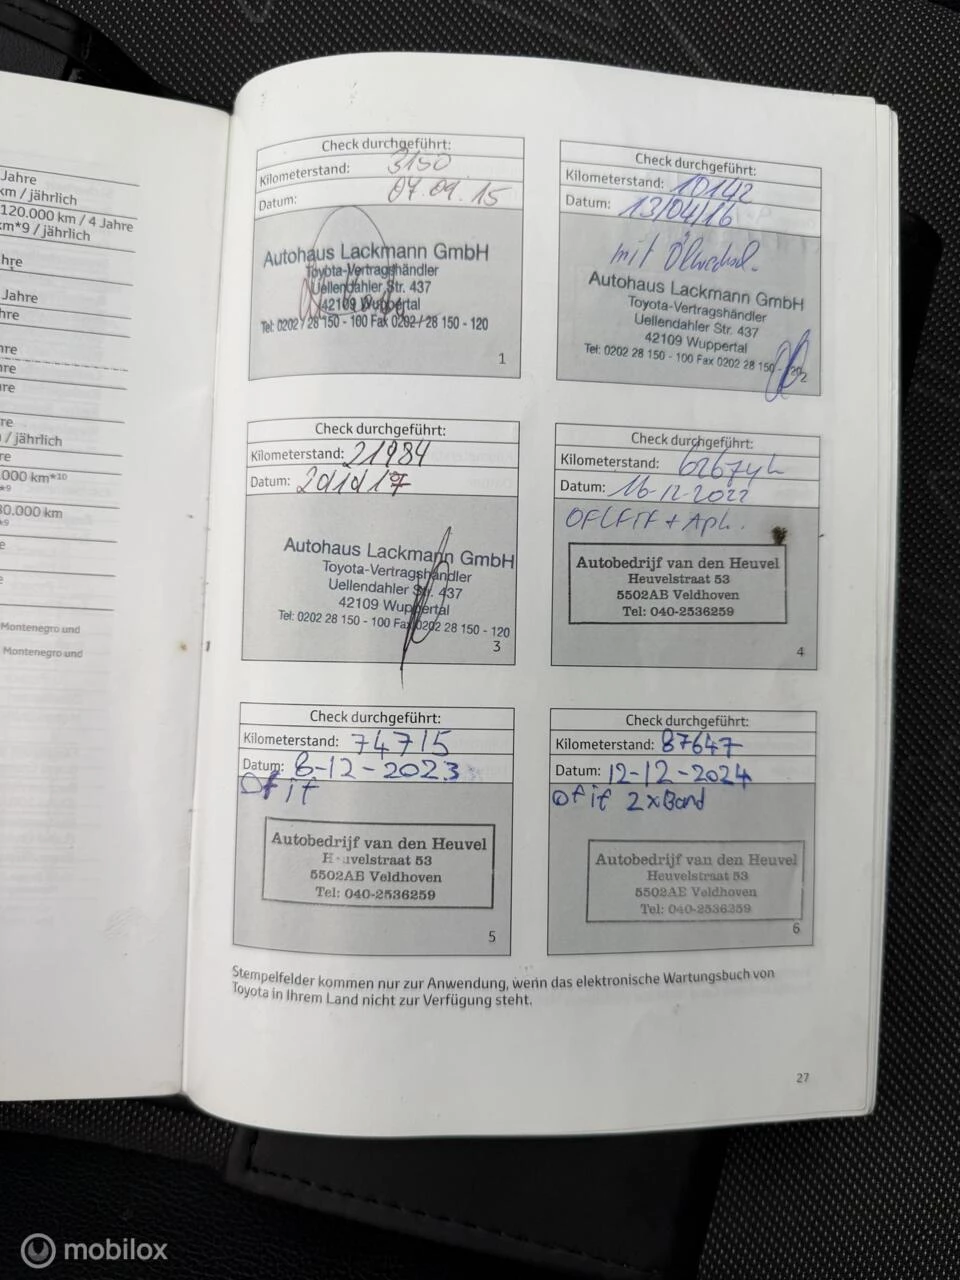 Jahre
km / jährlich
120.000 km / 4 Jahre
km*9 / jährlich
hre
Jahre
hre
hre
hre
hre
re
/ jährlich
re
.000 km*10
*9
30.000 km
*9
e
e
Montenegro und
Montenegro und
Check durchgeführt:
Kilometerstand: 3150
Datum: 07.09.15
Autohaus Lackmann GmbH
Toyota-Vertragshändler
Uellendahler Str. 437
42109 Wuppertal
Tel: 0202 / 28 150 - 100 Fax 0202 / 28 150 - 120
1
Check durchgeführt:
Kilometerstand: 10142
Datum: 13/04/16
mit Ölwechsel.
Autohaus Lackmann GmbH
Toyota-Vertragshändler
Uellendahler Str. 437
42109 Wuppertal
Tel: 0202 28 150 - 100 Fax 0202 28 150 - 120
2
Check durchgeführt:
Kilometerstand: 21984
Datum:
Autohaus Lackmann GmbH
Toyota-Vertragshändler
Uellendahler Str. 437
42109 Wuppertal
Tel: 0202 28 150 - 100 Fax 0202 28 150 - 120
3
Check durchgeführt:
Kilometerstand:
Datum: 16-12-2022
OFLFIF + Apk.
Autobedrijf van den Heuvel
Heuvelstraat 53
5502AB Veldhoven
Tel: 040-2536259
4
Check durchgeführt:
Kilometerstand: 74715
Datum: 8-12-2023
Of if
Autobedrijf van den Heuvel
Heuvelstraat 53
5502AB Veldhoven
Tel: 040-2536259
5
Check durchgeführt:
Kilometerstand: 87647
Datum: 12-12-2024
Of if 2xBand
Autobedrijf van den Heuvel
Heuvelstraat 53
5502AB Veldhoven
Tel: 040-2536259
6
Stempelfelder kommen nur zur Anwendung, wenn das elektronische Wartungsbuch von
Toyota in Ihrem Land nicht zur Verfügung steht.
27
mobilox